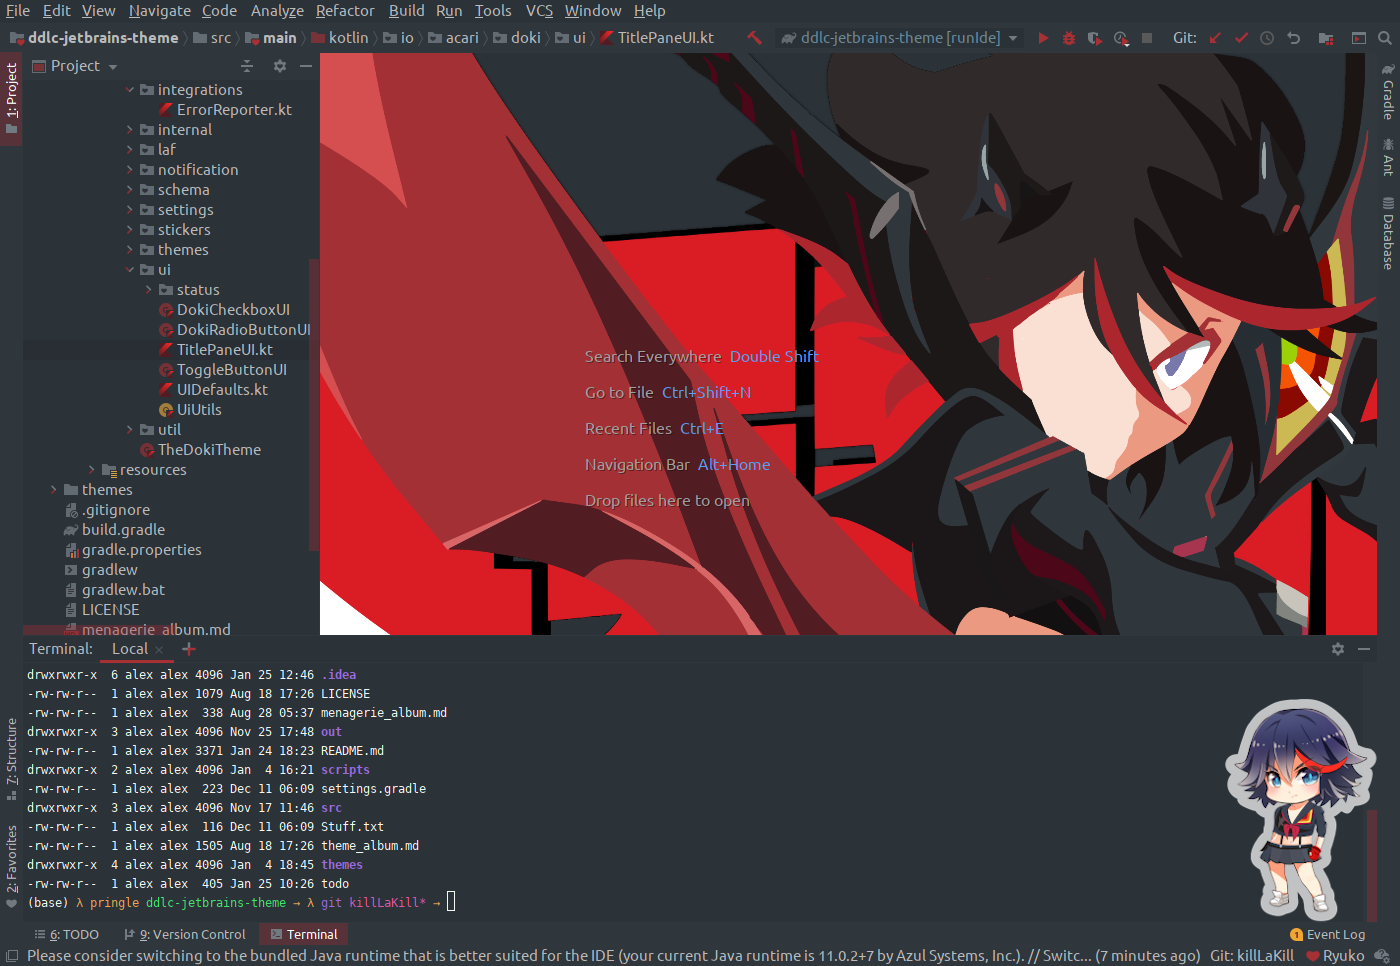 File Edit View Navigate Code Analyze Refactor Build Run Tools VCS Window Help
ddlc-jetbrains-theme src main kotlin io acari doki ui TitlePaneUI.kt ddlc-jetbrains-theme [runIde] Git:
1: Project
Project
integrations
ErrorReporter.kt
internal
laf
notification
schema
settings
stickers
themes
ui
status
DokiCheckboxUI
DokiRadioButtonUI
TitlePaneUI.kt
ToggleButtonUI
UIDefaults.kt
UiUtils
util
TheDokiTheme
resources
themes
.gitignore
build.gradle
gradle.properties
gradlew
gradlew.bat
LICENSE
menagerie_album.md
Search Everywhere Double Shift
Go to File Ctrl+Shift+N
Recent Files Ctrl+E
Navigation Bar Alt+Home
Drop files here to open
Gradle
Ant
Database
Terminal: Local
drwxrwxr-x 6 alex alex 4096 Jan 25 12:46 .idea
-rw-rw-r-- 1 alex alex 1079 Aug 18 17:26 LICENSE
-rw-rw-r-- 1 alex alex 338 Aug 28 05:37 menagerie_album.md
drwxrwxr-x 3 alex alex 4096 Nov 25 17:48 out
-rw-rw-r-- 1 alex alex 3371 Jan 24 18:23 README.md
drwxrwxr-x 2 alex alex 4096 Jan 4 16:21 scripts
-rw-rw-r-- 1 alex alex 223 Dec 11 06:09 settings.gradle
drwxrwxr-x 3 alex alex 4096 Nov 17 11:46 src
-rw-rw-r-- 1 alex alex 116 Dec 11 06:09 Stuff.txt
-rw-rw-r-- 1 alex alex 1505 Aug 18 17:26 theme_album.md
drwxrwxr-x 4 alex alex 4096 Jan 4 18:45 themes
-rw-rw-r-- 1 alex alex 405 Jan 25 10:26 todo
(base) λ pringle ddlc-jetbrains-theme → λ git killLaKill* →
7: Structure
2: Favorites
6: TODO 9: Version Control Terminal 1 Event Log
Please consider switching to the bundled Java runtime that is better suited for the IDE (your current Java runtime is 11.0.2+7 by Azul Systems, Inc.). // Switc... (7 minutes ago) Git: killLaKill Ryuko